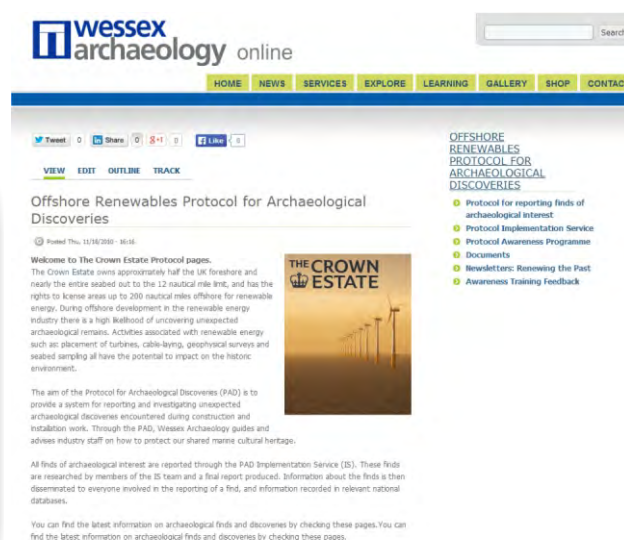 wessex
archaeology online
Search
HOME NEWS SERVICES EXPLORE LEARNING GALLERY SHOP CONTAC
Tweet 0 Share 0 g+1 0 Like 0
VIEW EDIT OUTLINE TRACK
Offshore Renewables Protocol for Archaeological
Discoveries
Posted Thu, 11/18/2010 - 16:16
Welcome to The Crown Estate Protocol pages.
The Crown Estate owns approximately half the UK foreshore and
nearly the entire seabed out to the 12 nautical mile limit, and has the
rights to license areas up to 200 nautical miles offshore for renewable
energy. During offshore development in the renewable energy
industry there is a high likelihood of uncovering unexpected
archaeological remains. Activities associated with renewable energy
such as: placement of turbines, cable-laying, geophysical surveys and
seabed sampling all have the potential to impact on the historic
environment.
THE CROWN
ESTATE
The aim of the Protocol for Archaeological Discoveries (PAD) is to
provide a system for reporting and investigating unexpected
archaeological discoveries encountered during construction and
installation work. Through the PAD, Wessex Archaeology guides and
advises industry staff on how to protect our shared marine cultural heritage.
All finds of archaeological interest are reported through the PAD Implementation Service (IS). These finds
are researched by members of the IS team and a final report produced. Information about the finds is then
disseminated to everyone involved in the reporting of a find, and information recorded in relevant national
databases.
You can find the latest information on archaeological finds and discoveries by checking these pages.You can
find the latest information on archaeological finds and discoveries by checking these pages.
OFFSHORE
RENEWABLES
PROTOCOL FOR
ARCHAEOLOGICAL
DISCOVERIES
Protocol for reporting finds of
archaeological interest
Protocol Implementation Service
Protocol Awareness Programme
Documents
Newsletters: Renewing the Past
Awareness Training Feedback